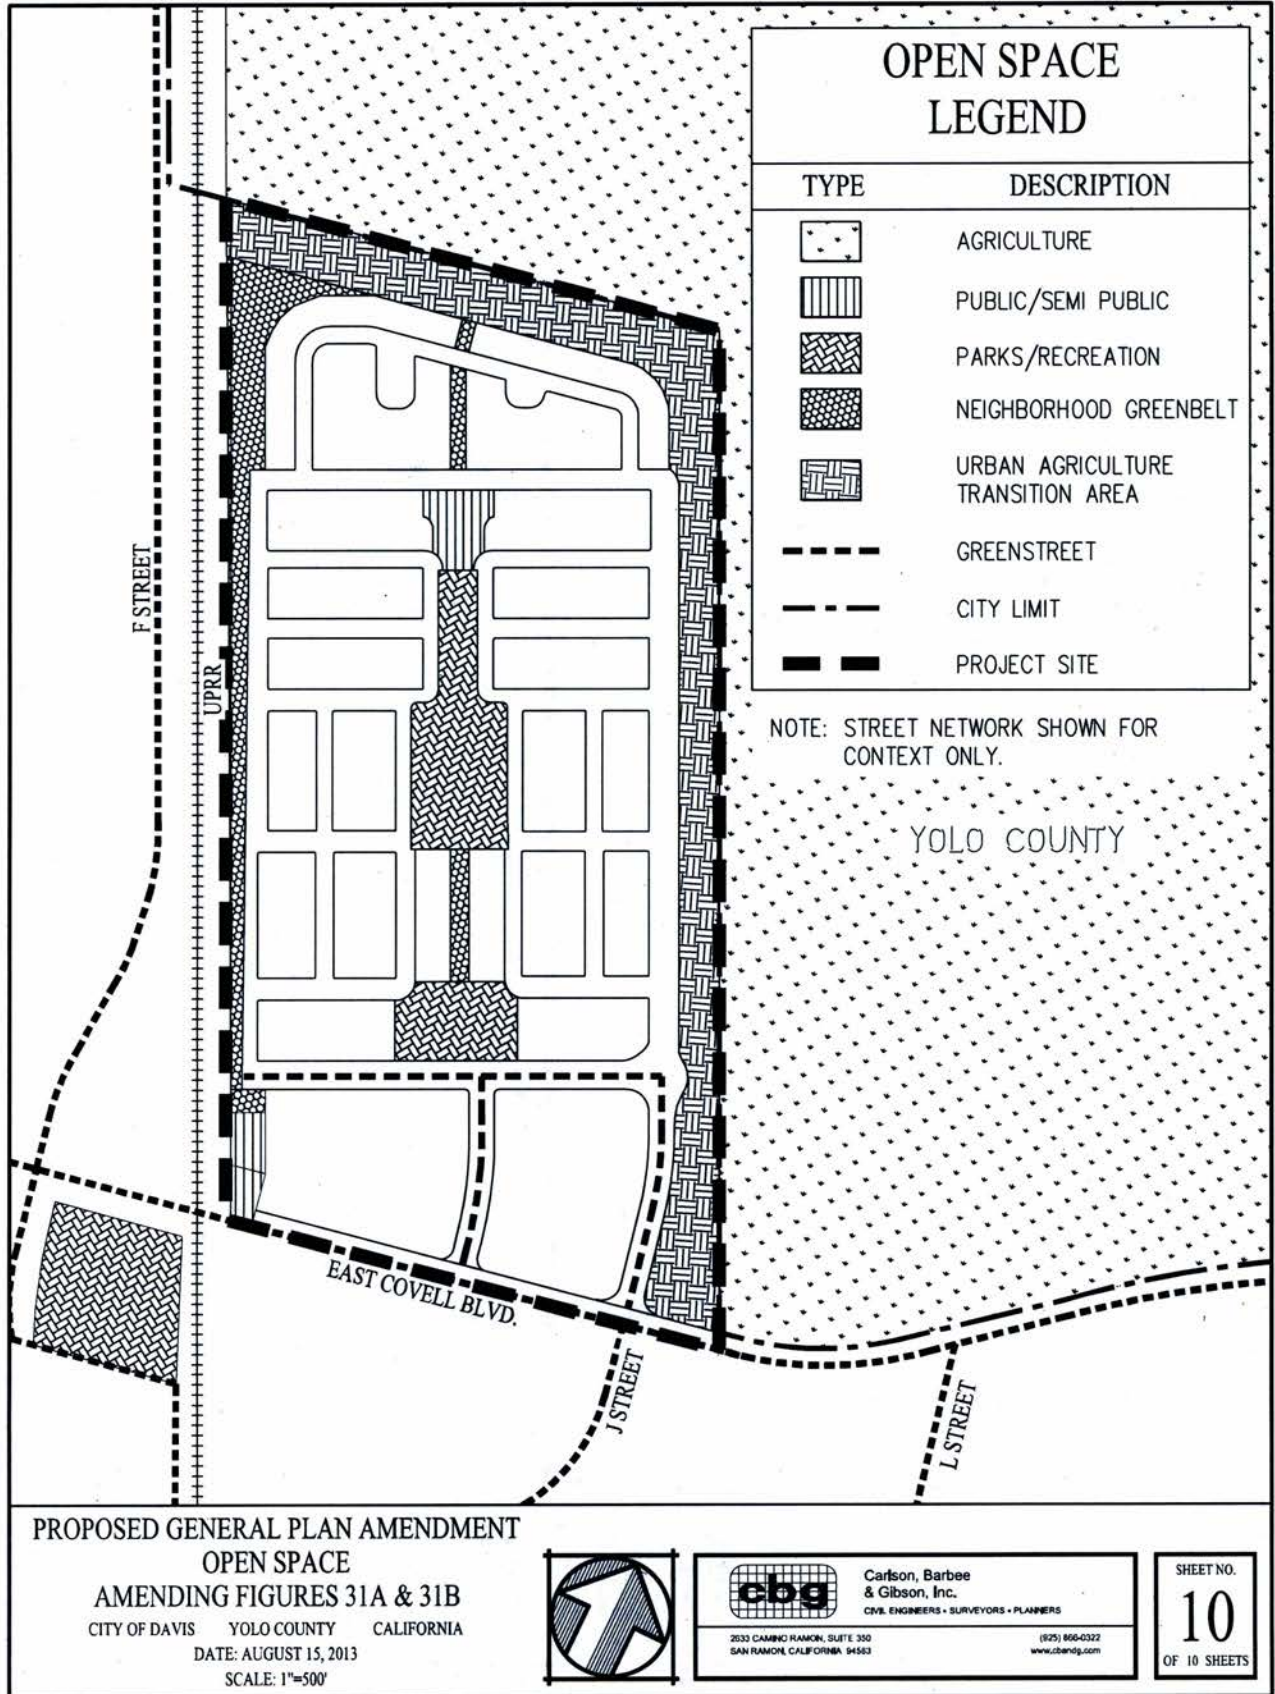 OPEN SPACE
LEGEND
TYPE DESCRIPTION
AGRICULTURE
PUBLIC/SEMI PUBLIC
PARKS/RECREATION
NEIGHBORHOOD GREENBELT
URBAN AGRICULTURE
TRANSITION AREA
GREENSTREET
CITY LIMIT
PROJECT SITE
NOTE: STREET NETWORK SHOWN FOR
CONTEXT ONLY.
YOLO COUNTY
F STREET
UPRR
EAST COVELL BLVD.
J STREET
L STREET
PROPOSED GENERAL PLAN AMENDMENT
OPEN SPACE
AMENDING FIGURES 31A & 31B
CITY OF DAVIS YOLO COUNTY CALIFORNIA
DATE: AUGUST 15, 2013
SCALE: 1"=500'
cbg
Carlson, Barbee
& Gibson, Inc.
CIVIL ENGINEERS • SURVEYORS • PLANNERS
2633 CAMINO RAMON, SUITE 350
SAN RAMON, CALIFORNIA 94583
(925) 866-0322
www.cbandg.com
SHEET NO.
10
OF 10 SHEETS